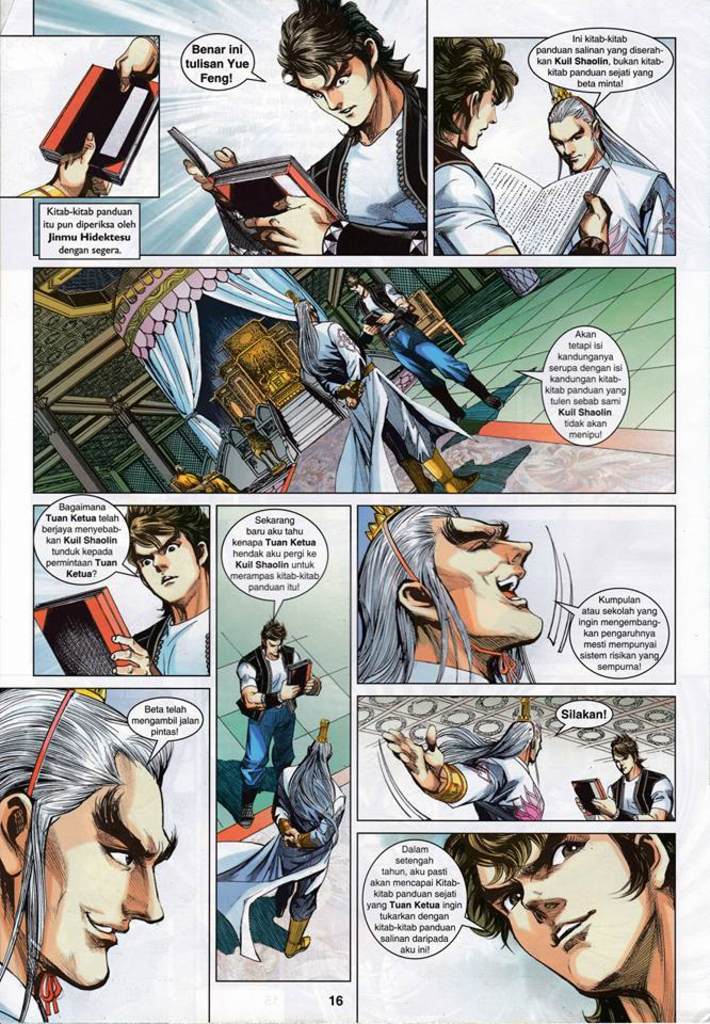 Kitab-kitab panduan
itu pun diperiksa oleh
Jinmu Hidektesu
dengan segera.
Benar ini
tulisan Yue
Feng!
Ini kitab-kitab
panduan salinan yang diserah-
kan Kuil Shaolin, bukan kitab-
kitab panduan sejati yang
beta minta!
Akan
tetapi isi
kandunganya
serupa dengan isi
kandungan kitab-
kitab panduan yang
tulen sebab sami
Kuil Shaolin
tidak akan
menipu!
Bagaimana
Tuan Ketua telah
berjaya menyebab-
kan Kuil Shaolin
tunduk kepada
permintaan Tuan
Ketua?
Beta telah
mengambil jalan
pintas!
Sekarang
baru aku tahu
kenapa Tuan Ketua
hendak aku pergi ke
Kuil Shaolin untuk
merampas kitab-kitab
panduan itu!
Kumpulan
atau sekolah yang
ingin mengembang-
kan pengaruhnya
mesti mempunyai
sistem risikan yang
sempurna!
Silakan!
Dalam
setengah
tahun, aku pasti
akan mencapai Kitab-
kitab panduan sejati
yang Tuan Ketua ingin
tukarkan dengan
kitab-kitab panduan
salinan daripada
aku ini!
16